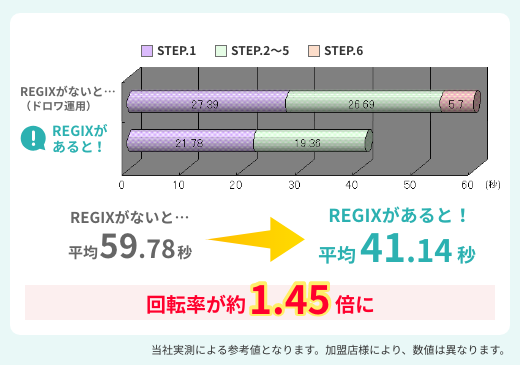 STEP.1 STEP.2〜5 STEP.6
REGIXがないと…
（ドロワ運用）
27.39 26.69 5.7
REGIXが
あると！
21.78 19.36
0 10 20 30 40 50 60 (秒)
REGIXがないと…
平均59.78秒
REGIXがあると！
平均41.14秒
回転率が約1.45倍に
当社実測による参考値となります。加盟店様により、数値は異なります。